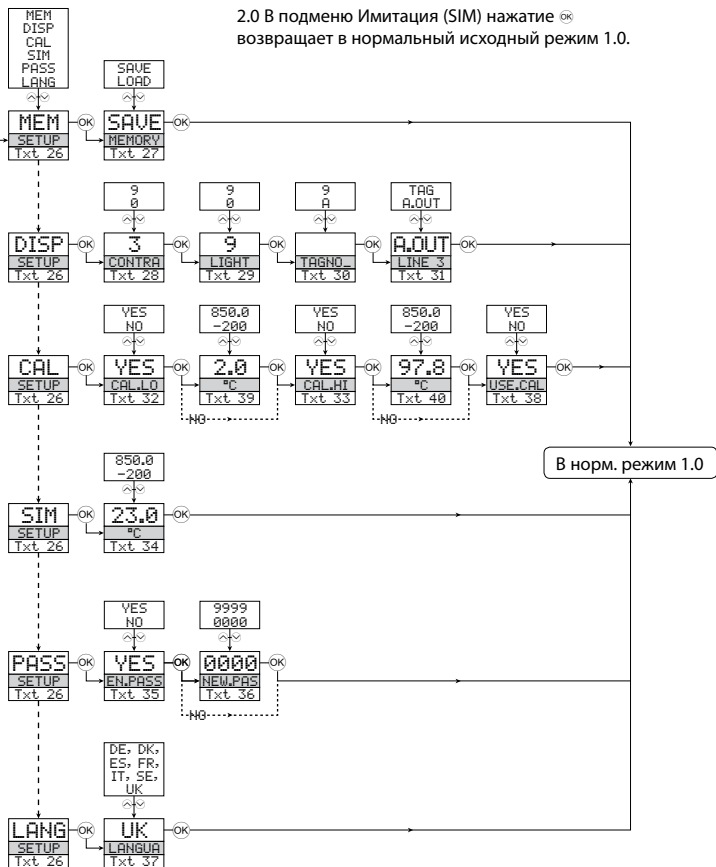 2.0 В подменю Имитация (SIM) нажатие OK
возвращает в нормальный исходный режим 1.0.
MEM
DISP
CAL
SIM
PASS
LANG
SAVE
LOAD
MEM OK SAVE OK
SETUP MEMORY
Txt 26 Txt 27
9 9 9 TAG
0 0 A A.OUT
DISP OK 3 OK 9 OK OK A.OUT OK
SETUP CONTRA LIGHT TAGNO_ LINE 3
Txt 26 Txt 28 Txt 29 Txt 30 Txt 31
YES 850.0 YES 850.0 YES
NO -200 NO -200 NO
CAL OK YES OK 2.0 OK YES OK 97.8 OK YES OK
SETUP CAL.LO °C CAL.HI °C USE.CAL
Txt 26 Txt 32 Txt 39 Txt 33 Txt 40 Txt 38
NO NO
В норм. режим 1.0
850.0
-200
SIM OK 23.0 OK
SETUP °C
Txt 26 Txt 34
YES 9999
NO 0000
PASS OK YES OK 0000 OK
SETUP EN.PASS NEW.PAS
Txt 26 Txt 35 Txt 36
NO
DE, DK,
ES, FR,
IT, SE,
UK
LANG OK UK OK
SETUP LANGUA
Txt 26 Txt 37